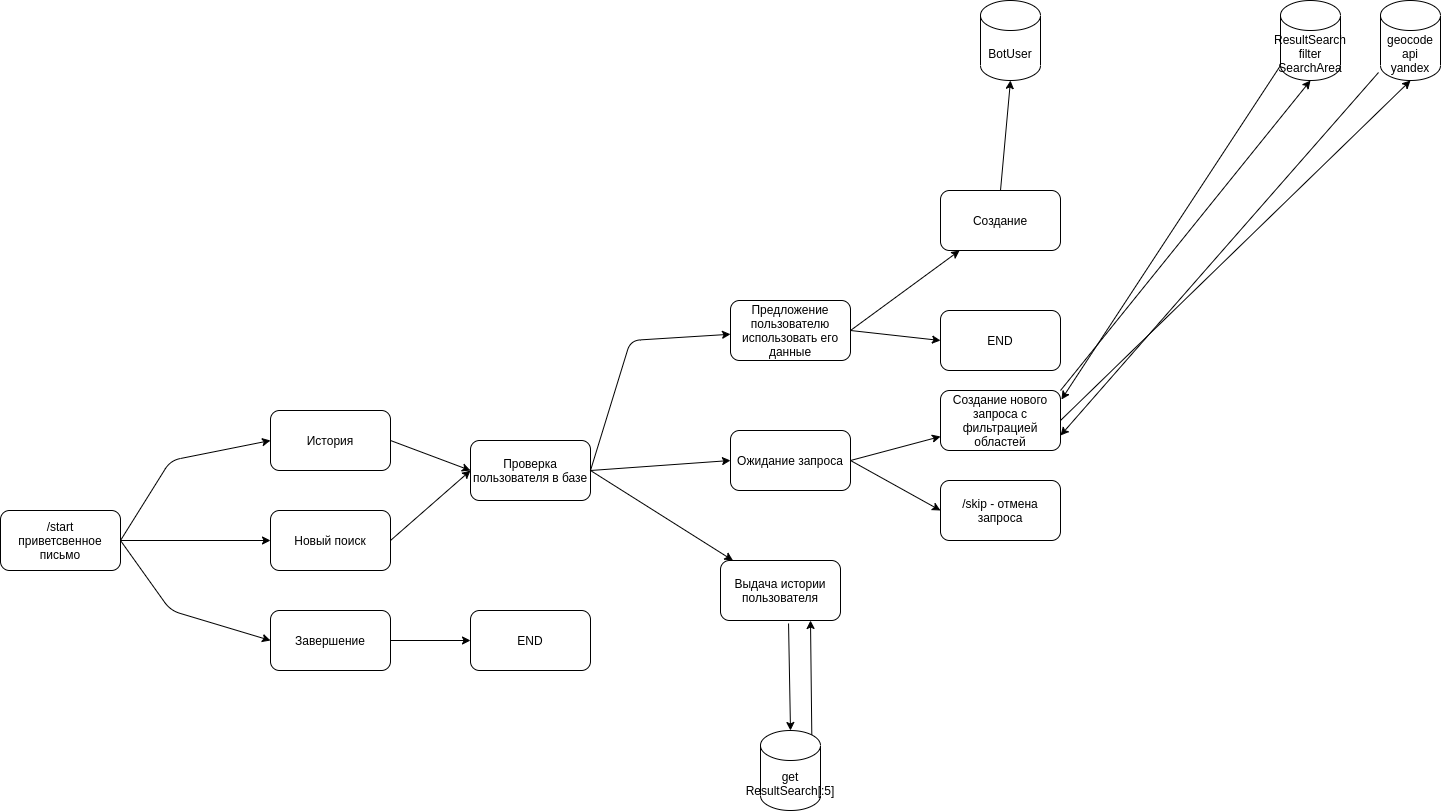 BotUser
ResultSearch
filter
SearchArea
geocode
api
yandex
Создание
Предложение
пользователю
использовать его
данные
END
Создание нового
запроса с
фильтрацией
областей
История
Проверка
пользователя в базе
Ожидание запроса
/skip - отмена
запроса
/start
приветсвенное
письмо
Новый поиск
Выдача истории
пользователя
Завершение
END
get
ResultSearch[:5]